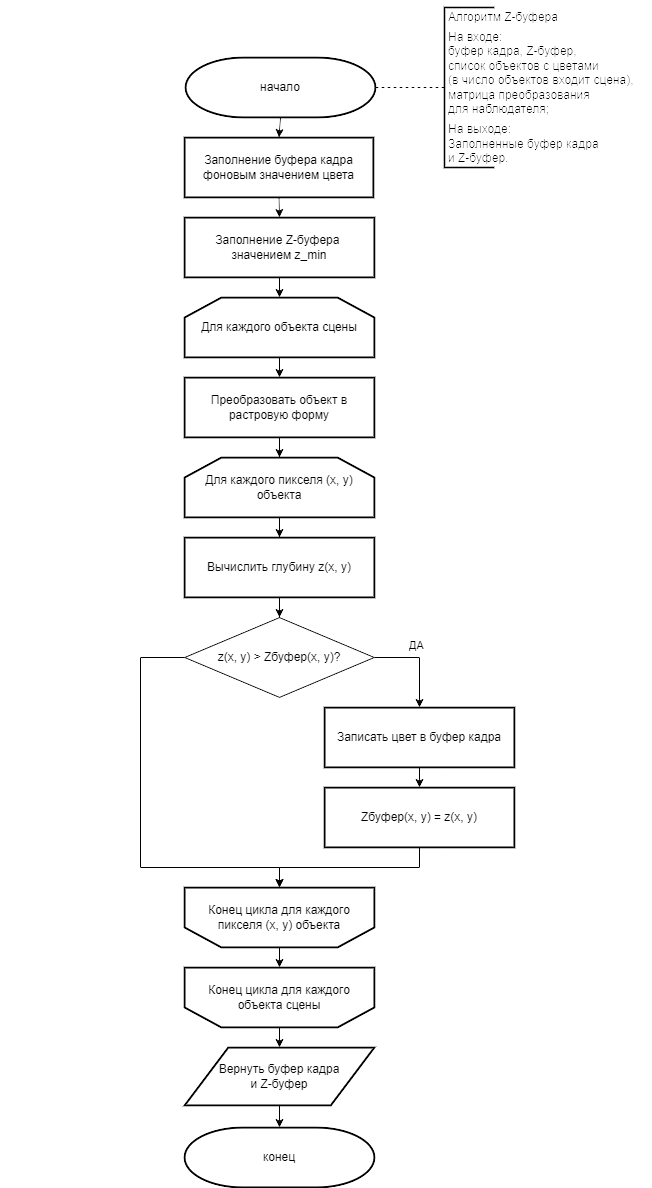 Алгоритм Z-буфера
На входе:
буфер кадра, Z-буфер,
список объектов с цветами
(в число объектов входит сцена),
матрица преобразования
для наблюдателя;
На выходе:
Заполненные буфер кадра
и Z-буфер.
начало
Заполнение буфера кадра
фоновым значением цвета
Заполнение Z-буфера
значением z_min
Для каждого объекта сцены
Преобразовать объект в
растровую форму
Для каждого пикселя (x, y)
объекта
Вычислить глубину z(x, y)
z(x, y) > Zбуфер(x, y)?
ДА
Записать цвет в буфер кадра
Zбуфер(x, y) = z(x, y)
Конец цикла для каждого
пикселя (x, y) объекта
Конец цикла для каждого
объекта сцены
Вернуть буфер кадра
и Z-буфер
конец